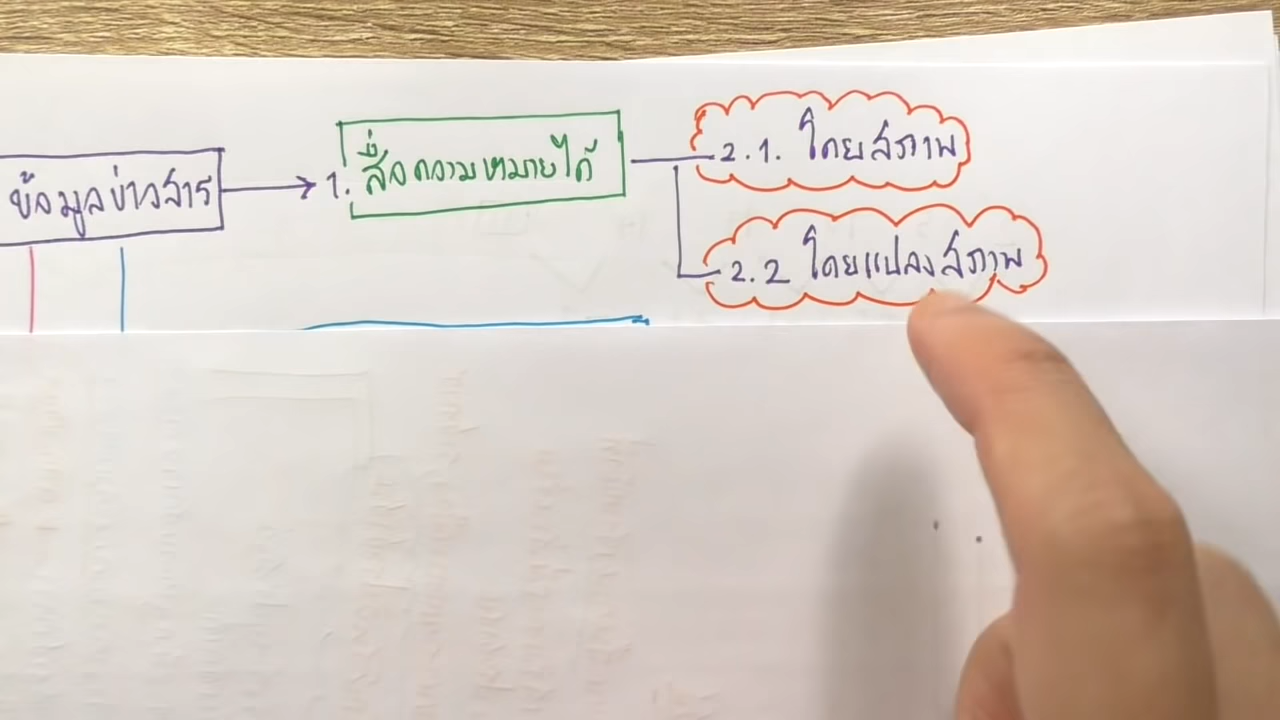 ข้อมูลข่าวสาร
1. สื่อความหมายได้
2.1. โดยสภาพ
2.2 โดยแปลงสภาพ